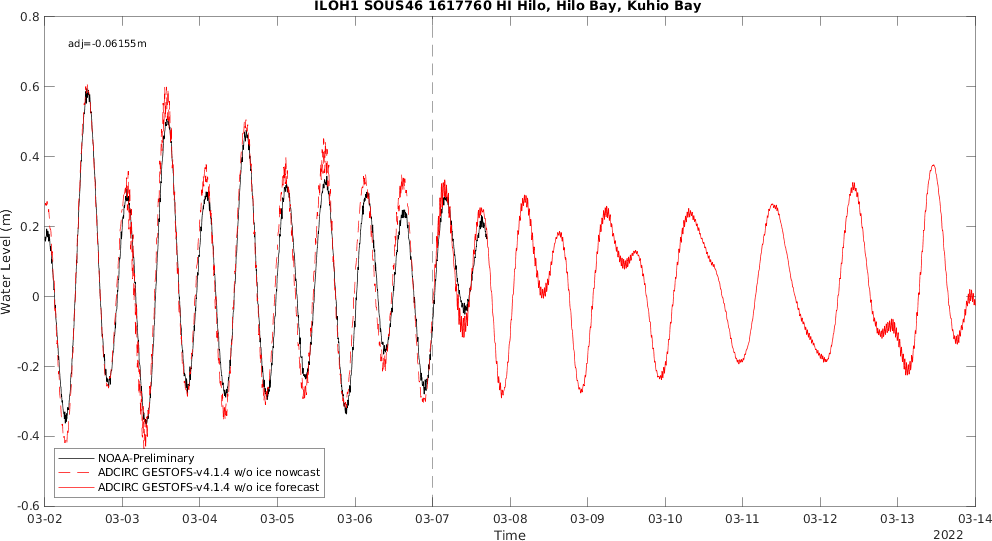 ILOH1 SOUS46 1617760 HI Hilo, Hilo Bay, Kuhio Bay
adj=-0.06155m
0.8
0.6
0.4
0.2
0
-0.2
-0.4
-0.6
Water Level (m)
NOAA-Preliminary
ADCIRC GESTOFS-v4.1.4 w/o ice nowcast
ADCIRC GESTOFS-v4.1.4 w/o ice forecast
03-02 03-03 03-04 03-05 03-06 03-07 03-08 03-09 03-10 03-11 03-12 03-13 03-14
Time
2022